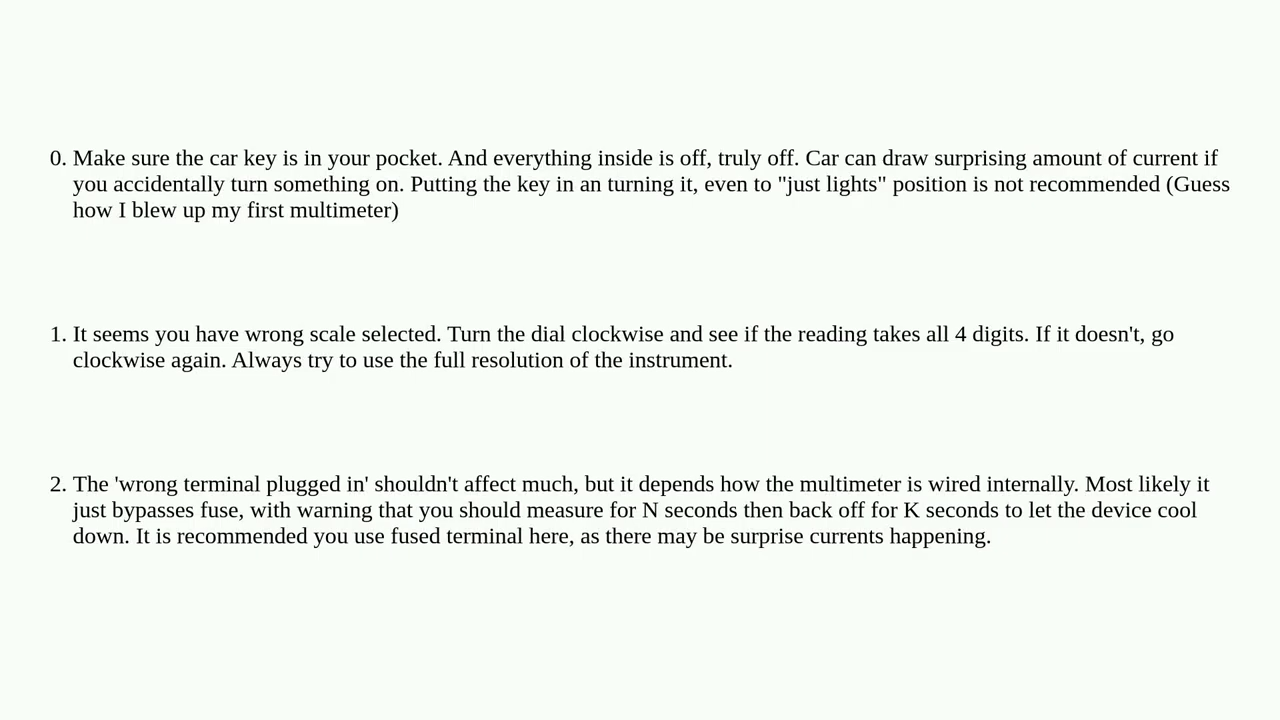 0. Make sure the car key is in your pocket. And everything inside is off, truly off. Car can draw surprising amount of current if
you accidentally turn something on. Putting the key in an turning it, even to "just lights" position is not recommended (Guess
how I blew up my first multimeter)
1. It seems you have wrong scale selected. Turn the dial clockwise and see if the reading takes all 4 digits. If it doesn't, go
clockwise again. Always try to use the full resolution of the instrument.
2. The 'wrong terminal plugged in' shouldn't affect much, but it depends how the multimeter is wired internally. Most likely it
just bypasses fuse, with warning that you should measure for N seconds then back off for K seconds to let the device cool
down. It is recommended you use fused terminal here, as there may be surprise currents happening.